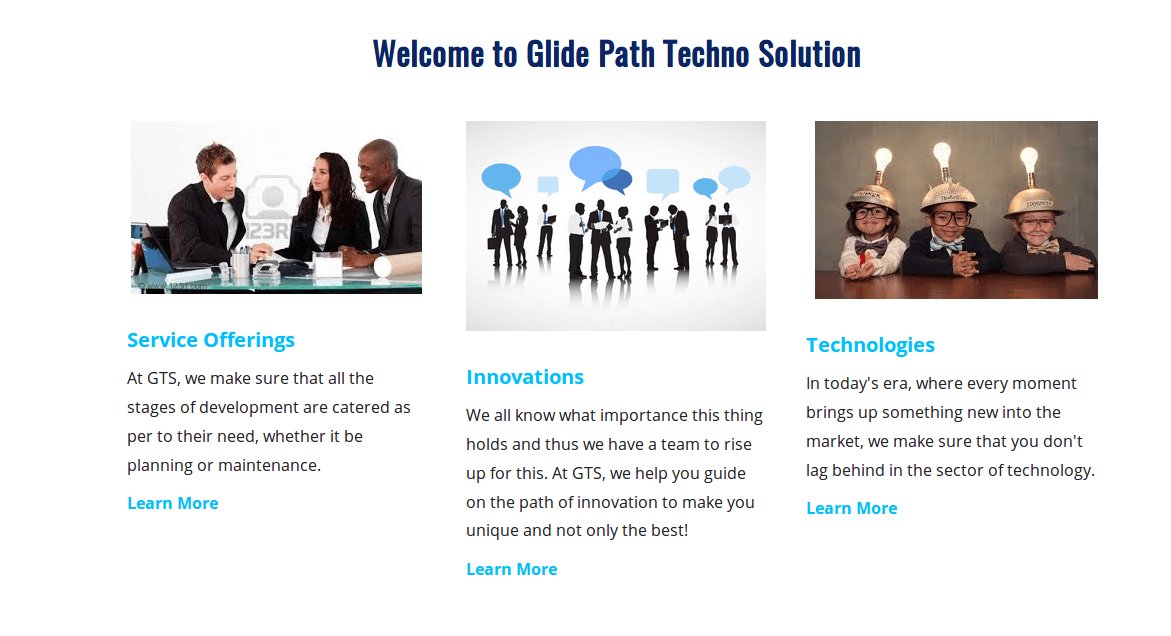 Welcome to Glide Path Techno Solution
123R
Service Offerings
At GTS, we make sure that all the
stages of development are catered as
per to their need, whether it be
planning or maintenance.
Learn More
Innovations
We all know what importance this thing
holds and thus we have a team to rise
up for this. At GTS, we help you guide
on the path of innovation to make you
unique and not only the best!
Learn More
Technologies
In today's era, where every moment
brings up something new into the
market, we make sure that you don't
lag behind in the sector of technology.
Learn More